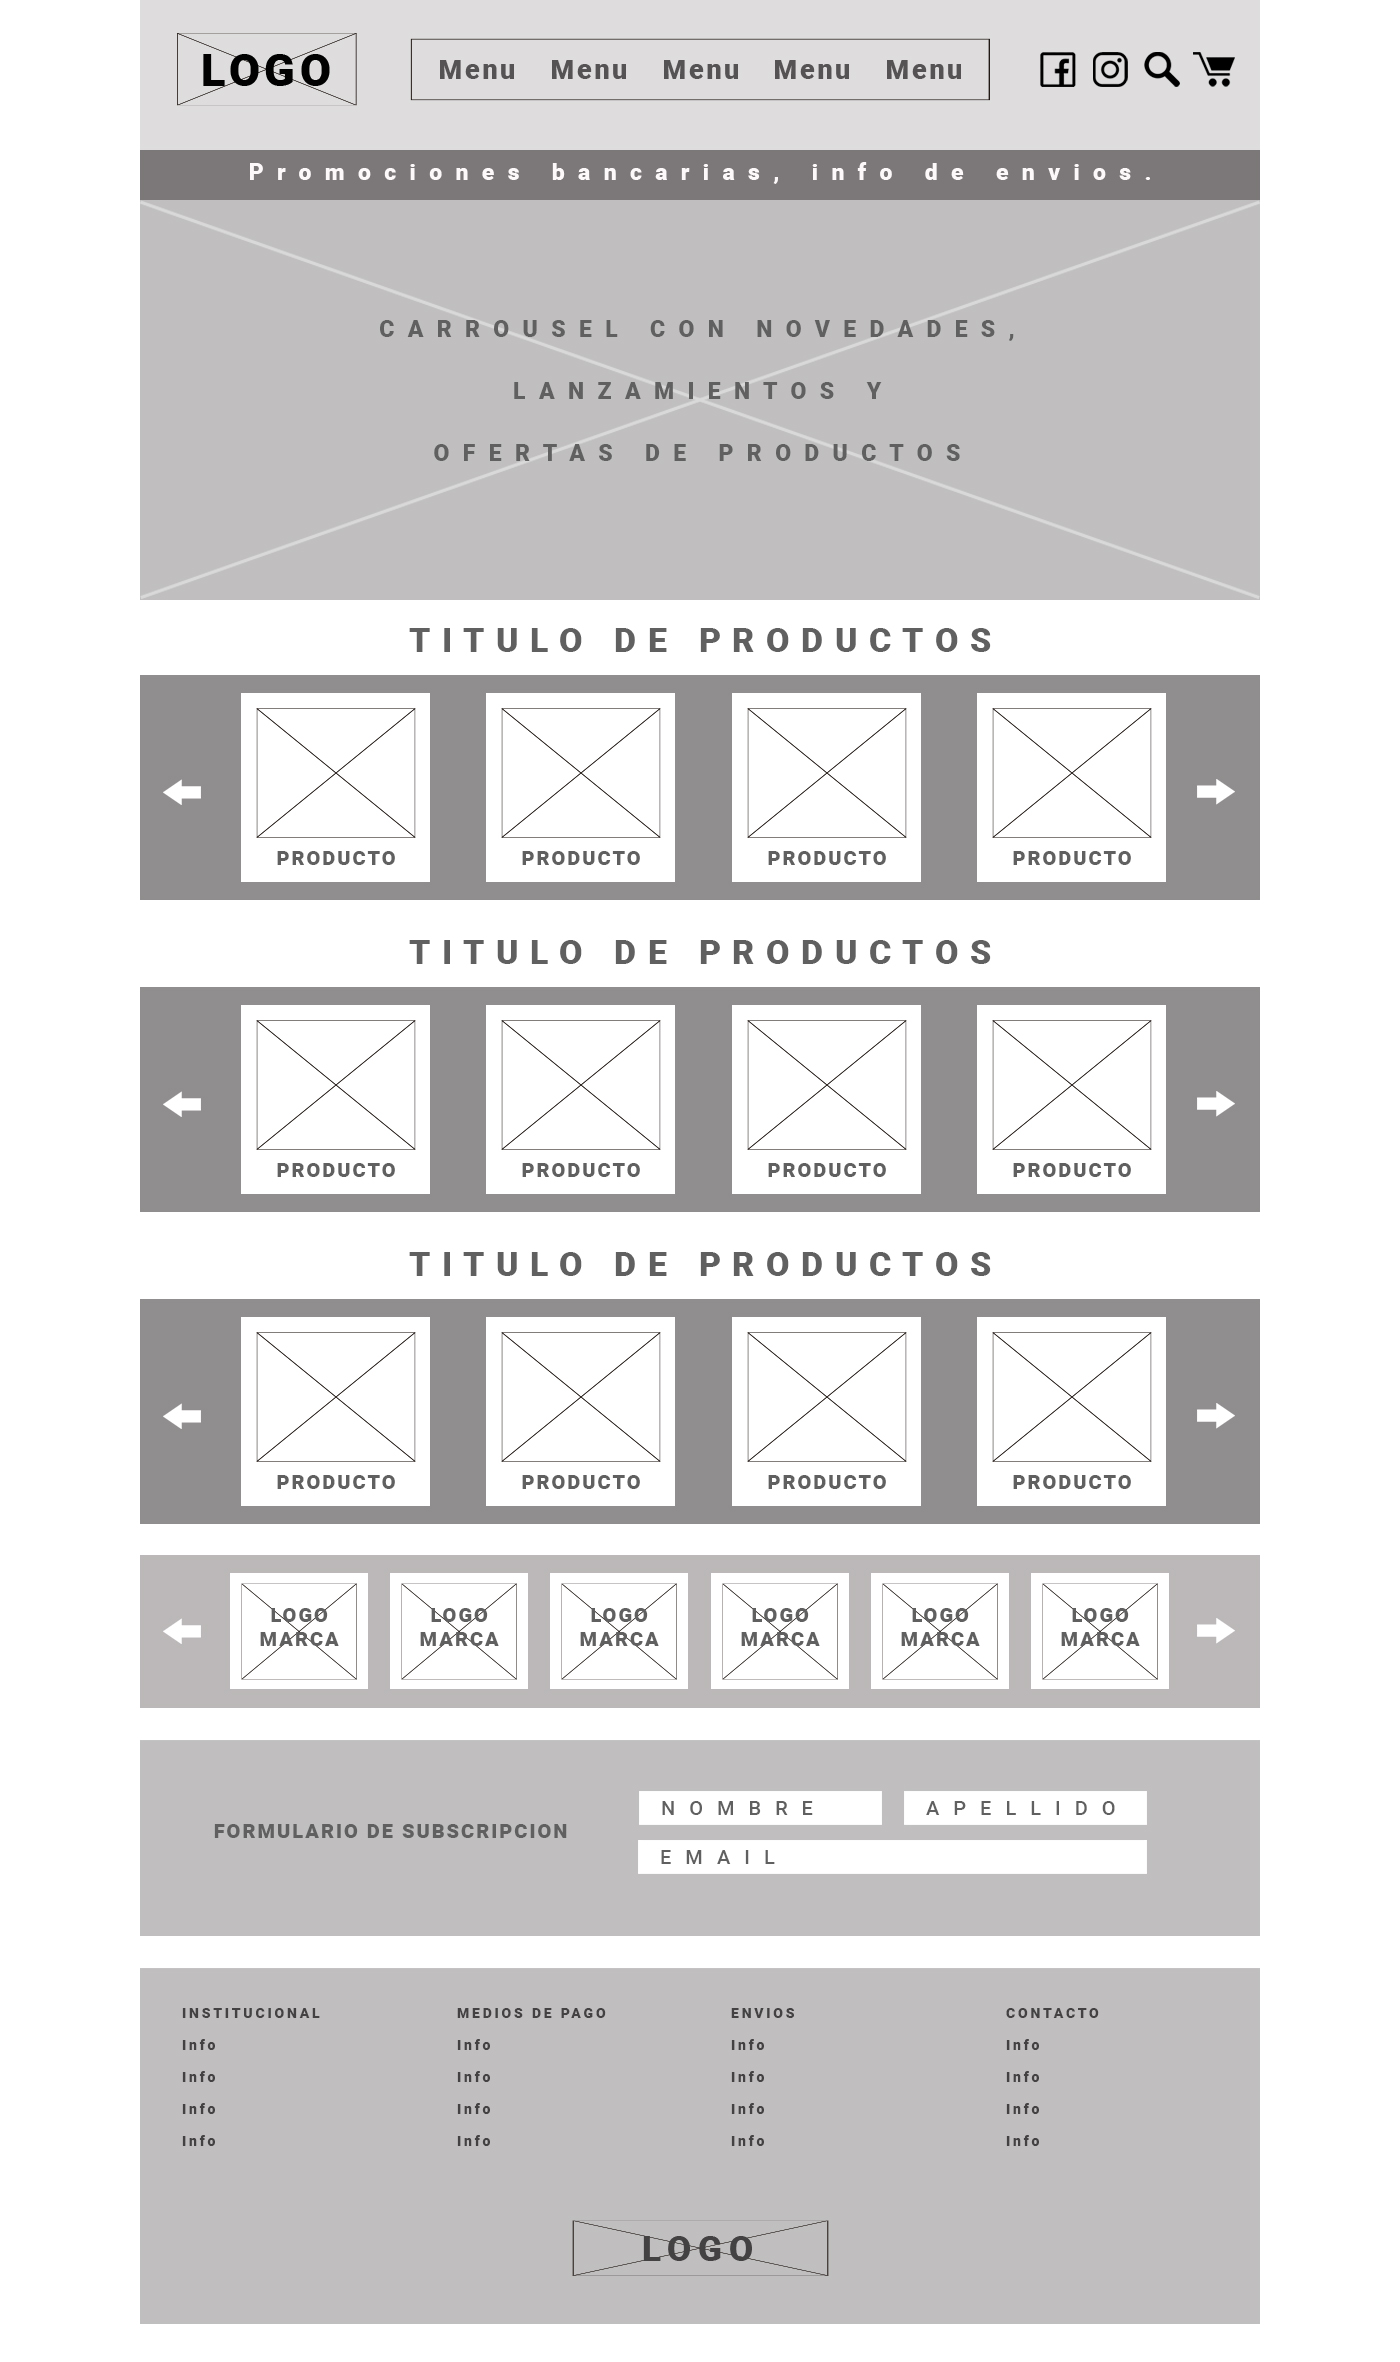 LOGO
Menu Menu Menu Menu Menu
Promociones bancarias, info de envios.
CARROUSEL CON NOVEDADES,
LANZAMIENTOS Y
OFERTAS DE PRODUCTOS
TITULO DE PRODUCTOS
PRODUCTO PRODUCTO PRODUCTO PRODUCTO
TITULO DE PRODUCTOS
PRODUCTO PRODUCTO PRODUCTO PRODUCTO
TITULO DE PRODUCTOS
PRODUCTO PRODUCTO PRODUCTO PRODUCTO
LOGO
MARCA
LOGO
MARCA
LOGO
MARCA
LOGO
MARCA
LOGO
MARCA
LOGO
MARCA
FORMULARIO DE SUBSCRIPCION
NOMBRE
APELLIDO
EMAIL
INSTITUCIONAL
Info
Info
Info
Info
MEDIOS DE PAGO
Info
Info
Info
Info
ENVIOS
Info
Info
Info
Info
CONTACTO
Info
Info
Info
Info
LOGO